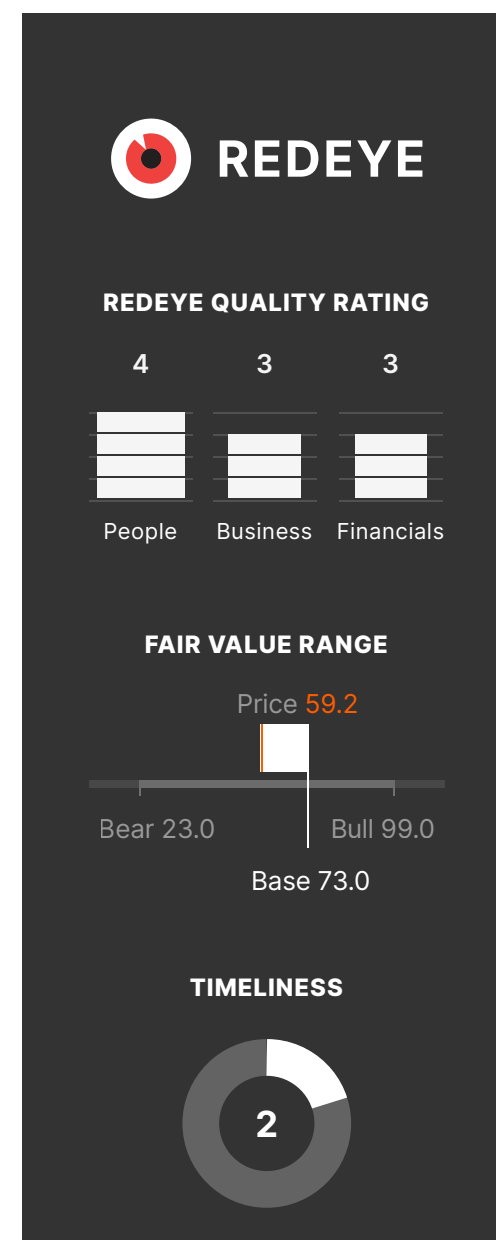 REDEYE
REDEYE QUALITY RATING
4 3 3
People Business Financials
FAIR VALUE RANGE
Price 59.2
Bear 23.0 Bull 99.0
Base 73.0
TIMELINESS
2